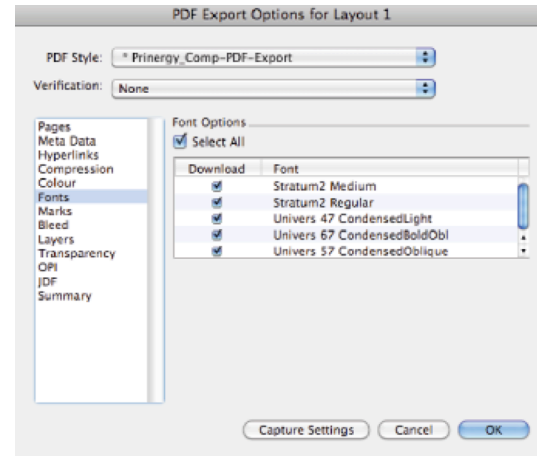 PDF Export Options for Layout 1
PDF Style: * Prinergy_Comp-PDF-Export
Verification: None
Pages
Meta Data
Hyperlinks
Compression
Colour
Fonts
Marks
Bleed
Layers
Transparency
OPI
JDF
Summary
Font Options
Select All
Download Font
Stratum2 Medium
Stratum2 Regular
Univers 47 CondensedLight
Univers 67 CondensedBoldObl
Univers 57 CondensedOblique
Capture Settings Cancel OK